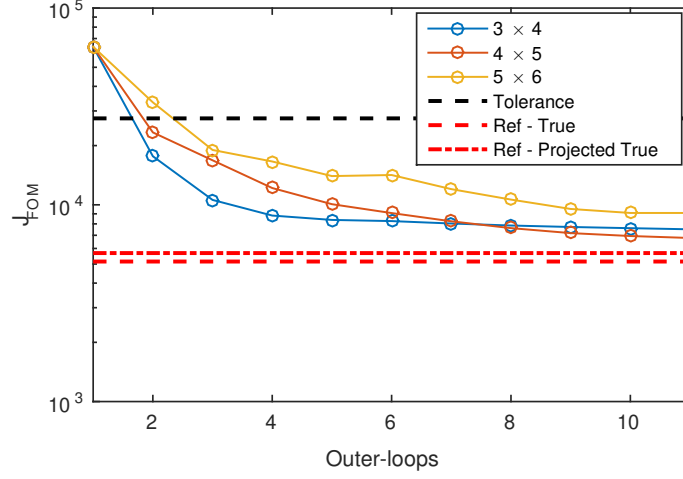 10^5
3 × 4
4 × 5
5 × 6
Tolerance
Ref - True
Ref - Projected True
J_FOM
10^4
10^3
2 4 6 8 10
Outer-loops